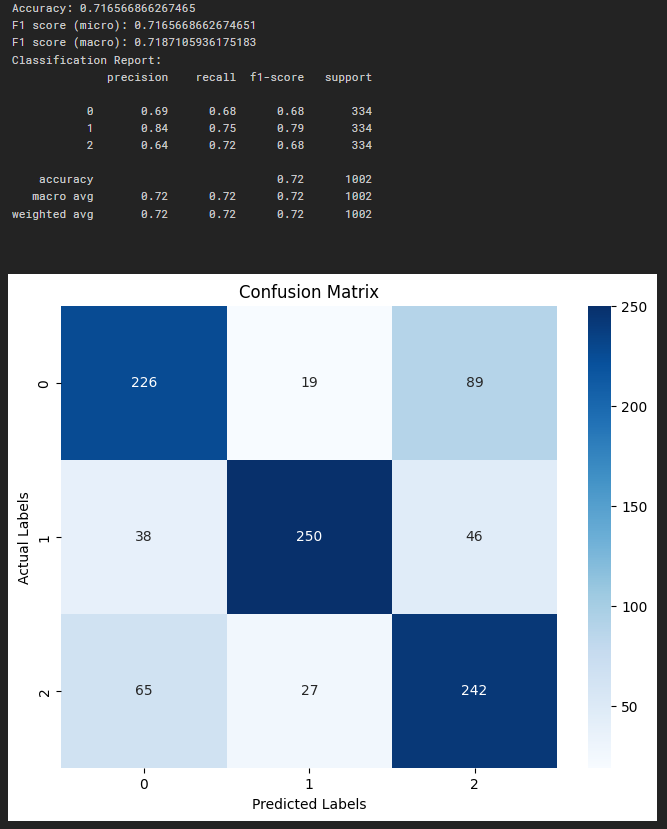 Accuracy: 0.716566866267465
F1 score (micro): 0.7165668662674651
F1 score (macro): 0.7187105936175183
Classification Report:
precision recall f1-score support
0 0.69 0.68 0.68 334
1 0.84 0.75 0.79 334
2 0.64 0.72 0.68 334
accuracy 0.72 1002
macro avg 0.72 0.72 0.72 1002
weighted avg 0.72 0.72 0.72 1002
Confusion Matrix
250
200
150
100
50
Actual Labels
0 226 19 89
1 38 250 46
2 65 27 242
0 1 2
Predicted Labels